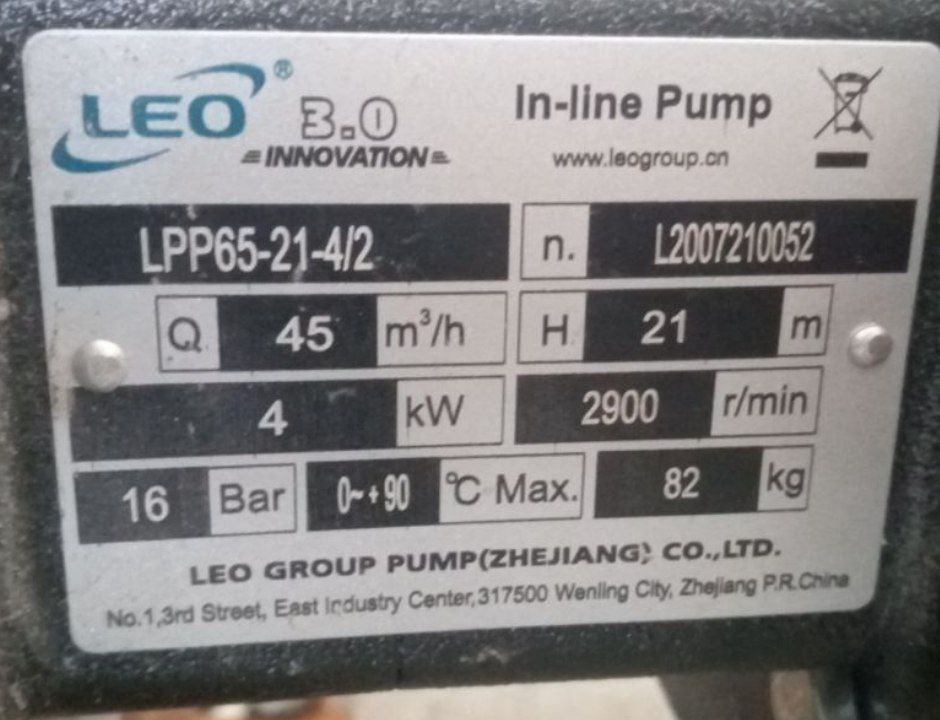 LEO® 3.0
INNOVATION
In-line Pump
www.leogroup.cn
LPP65-21-4/2 n. L2007210052
Q 45 m³/h H 21 m
4 kW 2900 r/min
16 Bar 0~+90 ℃ Max. 82 kg
LEO GROUP PUMP(ZHEJIANG) CO.,LTD.
No.1,3rd Street, East Industry Center,317500 Wenling City, Zhejiang P.R.China